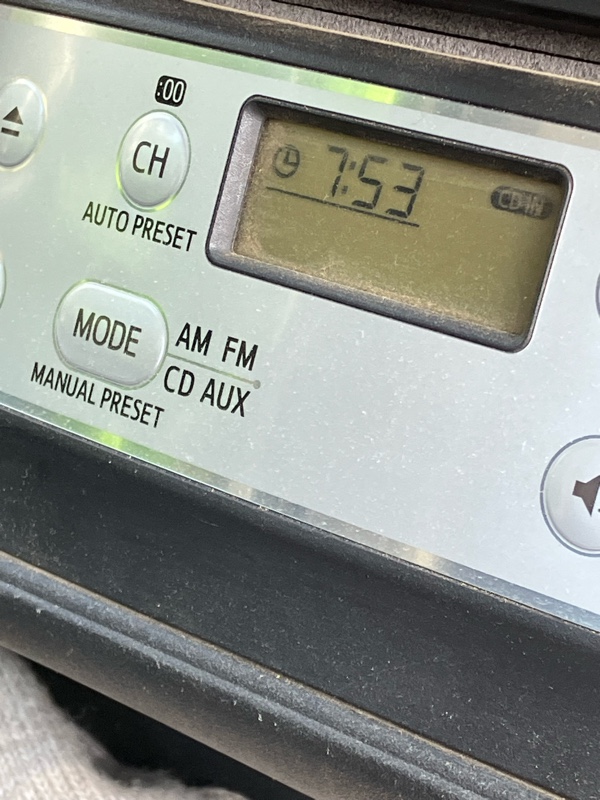 :00
CH
AUTO PRESET
7:53
CD IN
MODE
AM FM
CD AUX
MANUAL PRESET